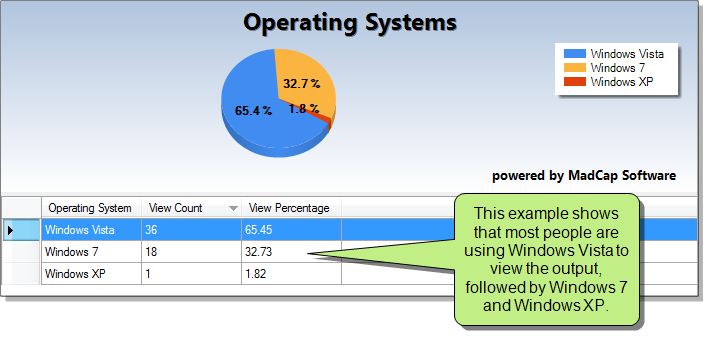 Operating Systems
Windows Vista
Windows 7
Windows XP
32.7 %
65.4 %
1.8 %
powered by MadCap Software
Operating System View Count View Percentage
Windows Vista 36 65.45
Windows 7 18 32.73
Windows XP 1 1.82
This example shows
that most people are
using Windows Vista to
view the output,
followed by Windows 7
and Windows XP.